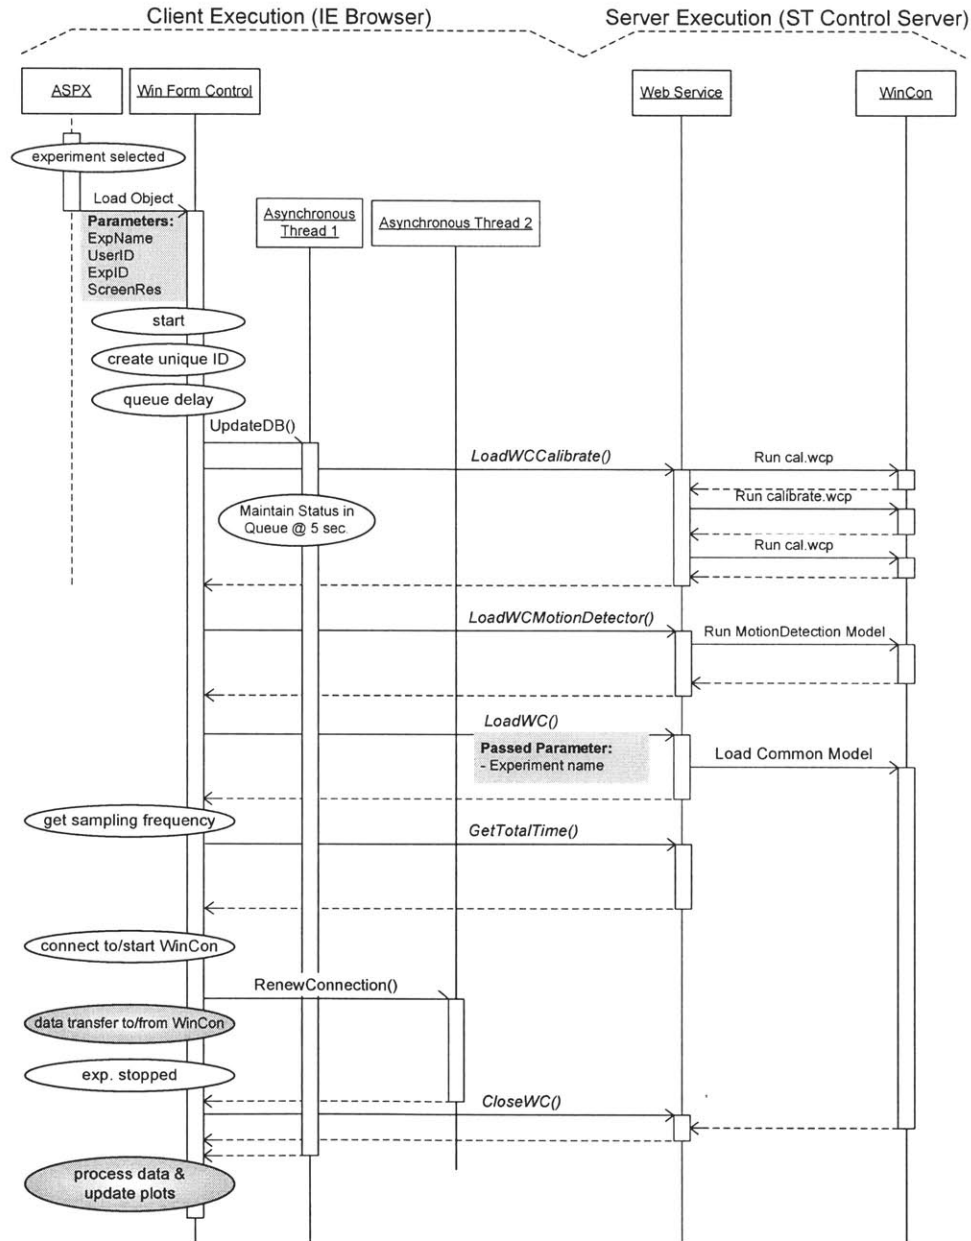 Client Execution (IE Browser)
Server Execution (ST Control Server)
ASPX
Win Form Control
Web Service
WinCon
experiment selected
Load Object
Parameters:
ExpName
UserID
ExpID
ScreenRes
Asynchronous
Thread 1
Asynchronous Thread 2
start
create unique ID
queue delay
UpdateDB()
LoadWCCalibrate()
Run cal.wcp
Run calibrate.wcp
Maintain Status in
Queue @ 5 sec.
Run cal.wcp
LoadWCMotionDetector()
Run MotionDetection Model
LoadWC()
Passed Parameter:
- Experiment name
Load Common Model
get sampling frequency
GetTotalTime()
connect to/start WinCon
RenewConnection()
data transfer to/from WinCon
exp. stopped
CloseWC()
process data &
update plots